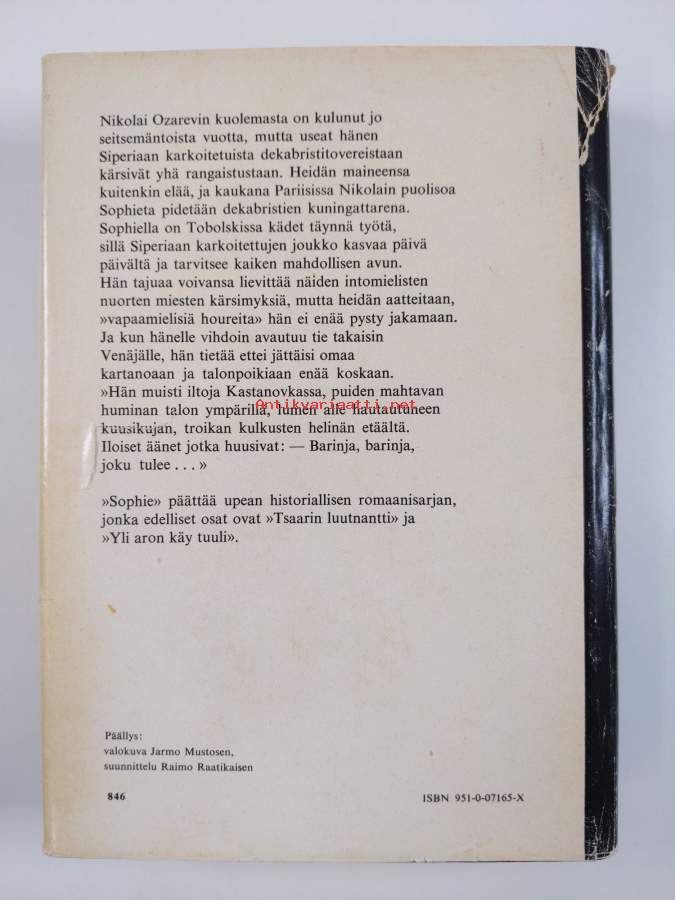 Nikolai Ozarevin kuolemasta on kulunut jo
seitsemäntoista vuotta, mutta useat hänen
Siperiaan karkoitetuista dekabristitovereistaan
kärsivät yhä rangaistustaan. Heidän maineensa
kuitenkin elää, ja kaukana Pariisissa Nikolain puolisoa
Sophieta pidetään dekabristien kuningattarena.
Sophiella on Tobolskissa kädet täynnä työtä,
sillä Siperiaan karkoitettujen joukko kasvaa päivä
päivältä ja tarvitsee kaiken mahdollisen avun.
Hän tajuaa voivansa lievittää näiden intomielisten
nuorten miesten kärsimyksiä, mutta heidän aatteitaan,
»vapaamielisiä houreita» hän ei enää pysty jakamaan.
Ja kun hänelle vihdoin avautuu tie takaisin
Venäjälle, hän tietää ettei jättäisi omaa
kartanoaan ja talonpoikiaan enää koskaan.
»Hän muisti iltoja Kastanovkassa, puiden mahtavan
huminan talon ympärillä, lumen alle hautautuneen
kuusikujan, troikan kulkusten helinän etäältä.
Iloiset äänet jotka huusivat: — Barinja, barinja,
joku tulee . . . »
»Sophie» päättää upean historiallisen romaanisarjan,
jonka edelliset osat ovat »Tsaarin luutnantti» ja
»Yli aron käy tuuli».
Antikvariaatti.net
Päällys:
valokuva Jarmo Mustosen,
suunnittelu Raimo Raatikaisen
846
ISBN 951-0-07165-X